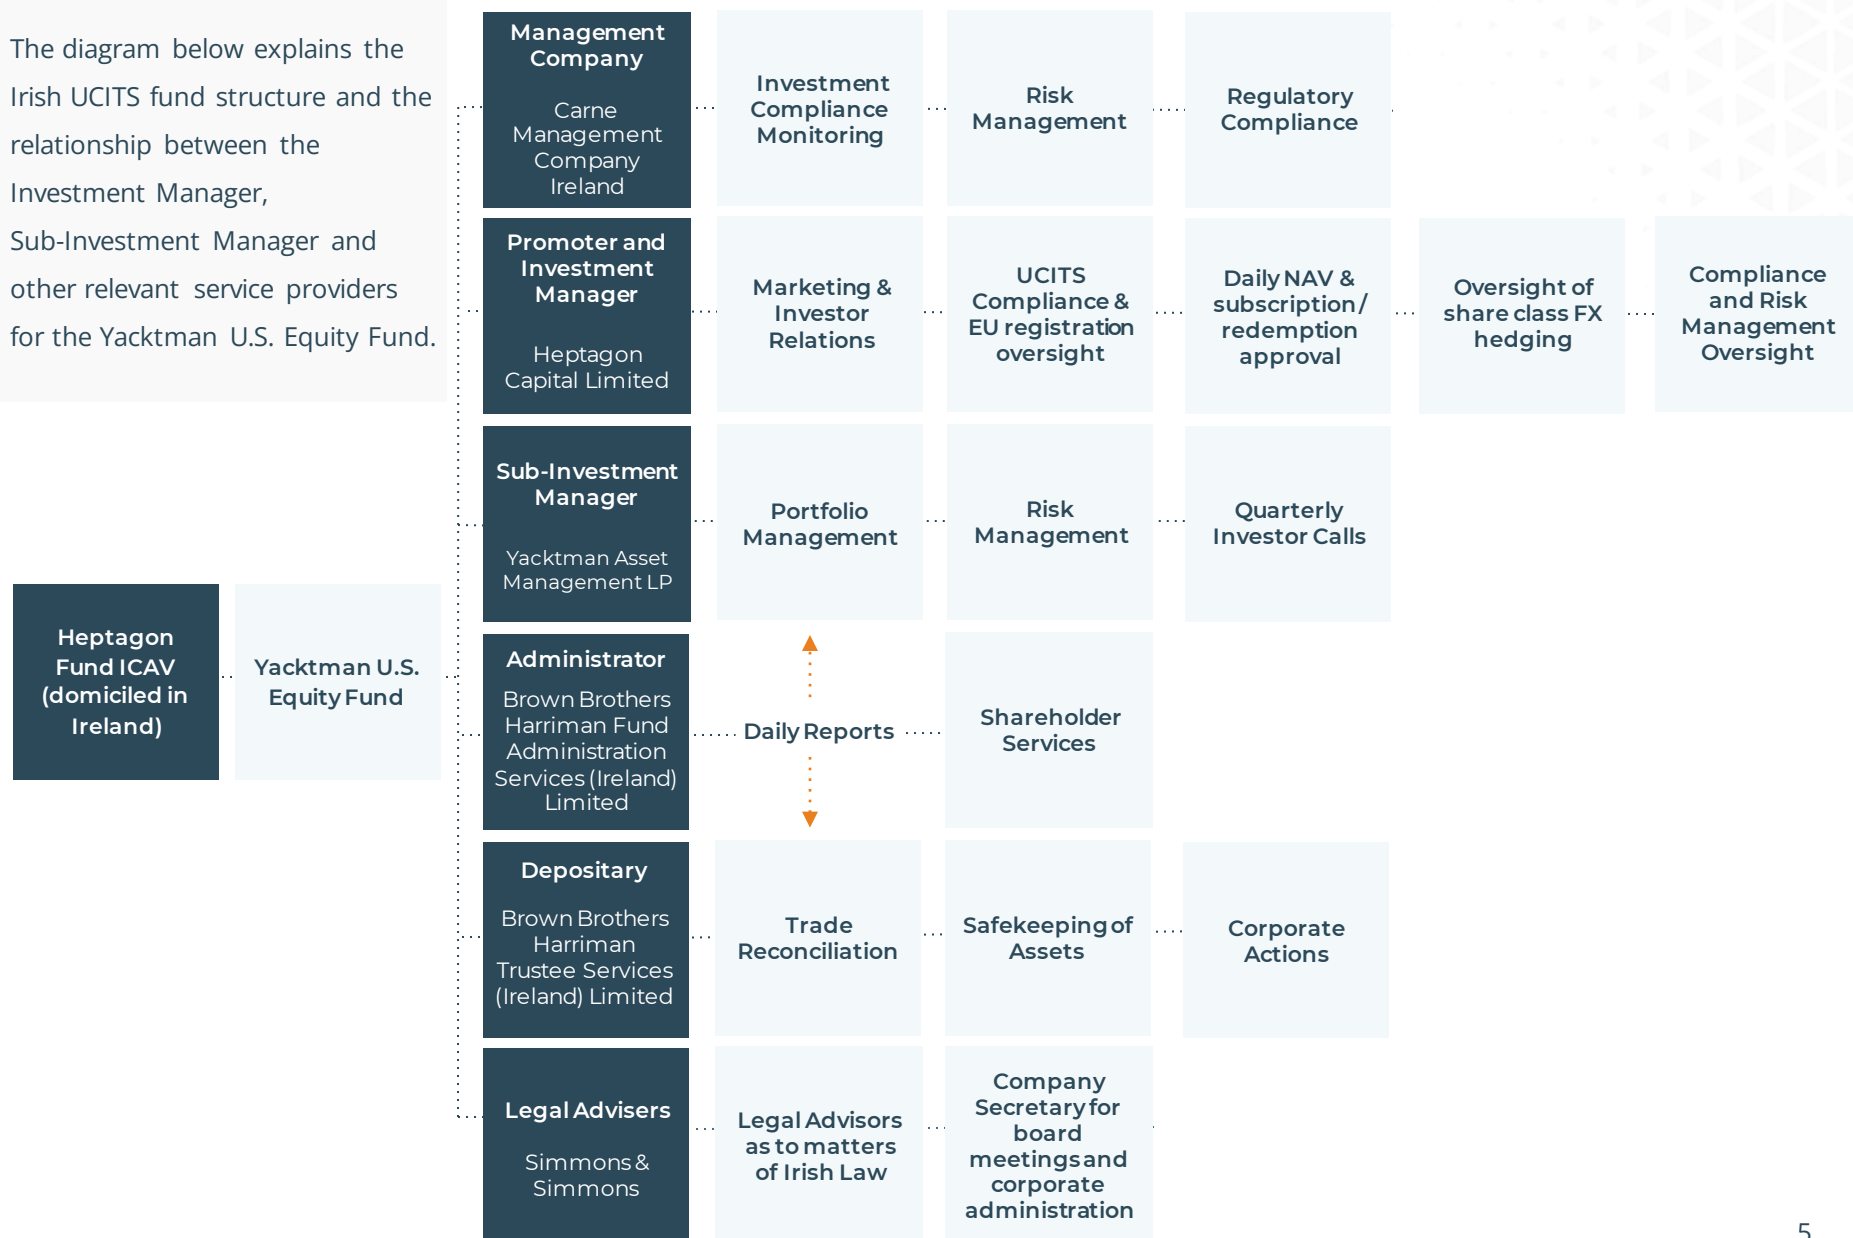 The diagram below explains the
Irish UCITS fund structure and the
relationship between the
Investment Manager,
Sub-Investment Manager and
other relevant service providers
for the Yacktman U.S. Equity Fund.
Heptagon
Fund ICAV
(domiciled in
Ireland)
Yacktman U.S.
Equity Fund
Management
Company
Carne
Management
Company
Ireland
Investment
Compliance
Monitoring
Risk
Management
Regulatory
Compliance
Promoter and
Investment
Manager
Heptagon
Capital Limited
Marketing &
Investor
Relations
UCITS
Compliance &
EU registration
oversight
Daily NAV &
subscription /
redemption
approval
Oversight of
share class FX
hedging
Compliance
and Risk
Management
Oversight
Sub-Investment
Manager
Yacktman Asset
Management LP
Portfolio
Management
Risk
Management
Quarterly
Investor Calls
Administrator
Brown Brothers
Harriman Fund
Administration
Services (Ireland)
Limited
Daily Reports
Shareholder
Services
Depositary
Brown Brothers
Harriman
Trustee Services
(Ireland) Limited
Trade
Reconciliation
Safekeeping of
Assets
Corporate
Actions
Legal Advisers
Simmons &
Simmons
Legal Advisors
as to matters
of Irish Law
Company
Secretary for
board
meetings and
corporate
administration
5